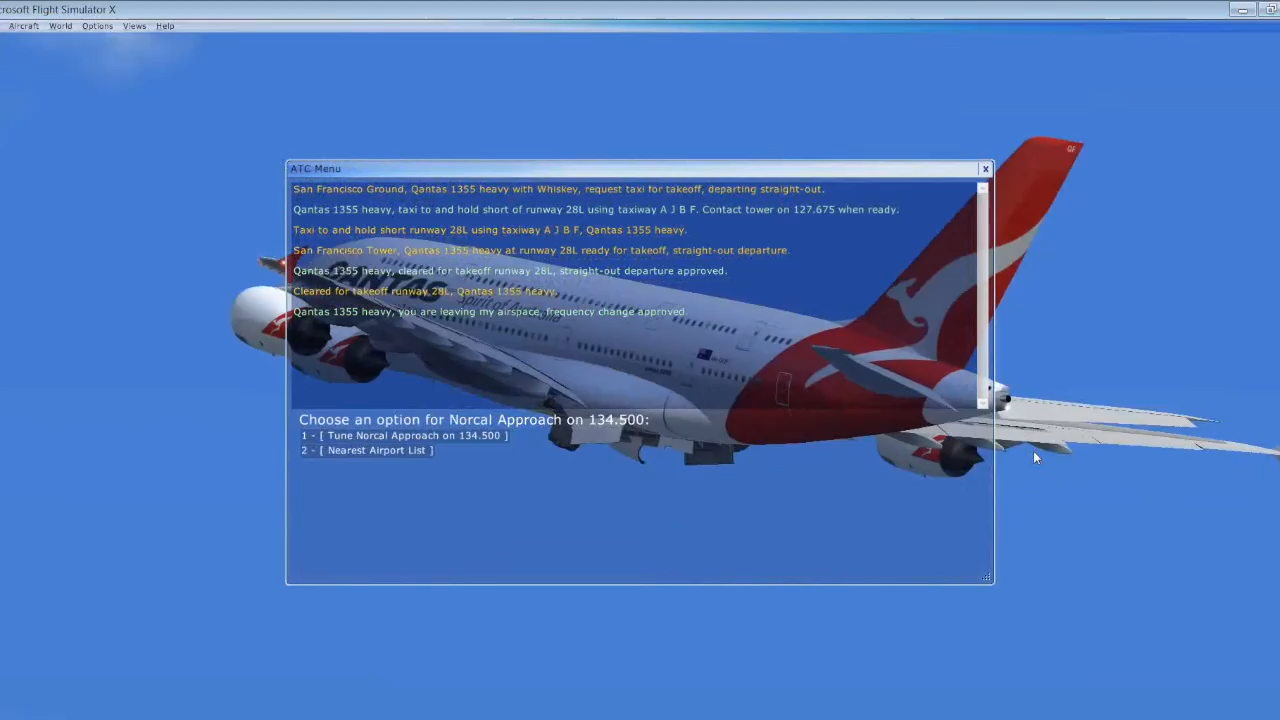 rosoft Flight Simulator X
Aircraft World Options Views Help
ATC Menu x
San Francisco Ground, Qantas 1355 heavy with Whiskey, request taxi for takeoff, departing straight-out.
Qantas 1355 heavy, taxi to and hold short of runway 28L using taxiway A J B F. Contact tower on 127.675 when ready.
Taxi to and hold short runway 28L using taxiway A J B F, Qantas 1355 heavy.
San Francisco Tower, Qantas 1355 heavy at runway 28L ready for takeoff, straight-out departure.
Qantas 1355 heavy, cleared for takeoff runway 28L, straight-out departure approved.
Cleared for takeoff runway 28L, Qantas 1355 heavy.
Qantas 1355 heavy, you are leaving my airspace, frequency change approved.
QANTAS
Spirit of Australia
Choose an option for Norcal Approach on 134.500:
1 - [ Tune Norcal Approach on 134.500 ]
2 - [ Nearest Airport List ]